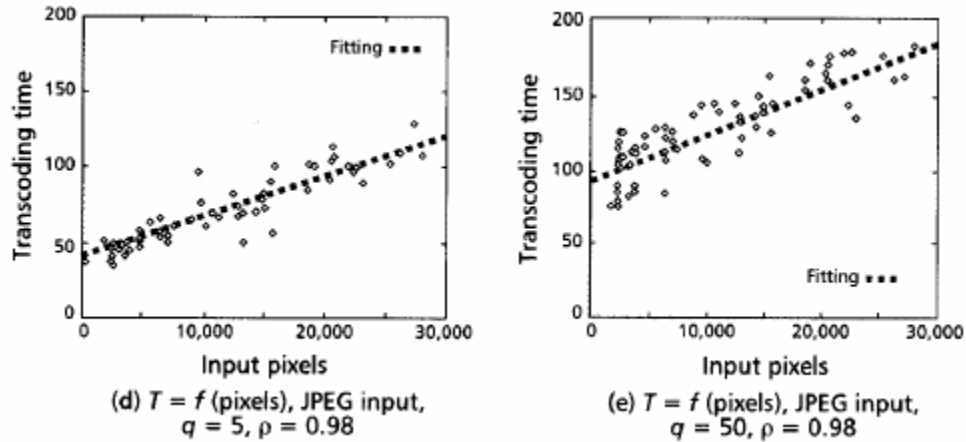 200
150
100
50
0
Transcoding time
Fitting
0 10,000 20,000 30,000
Input pixels
(d) T = f (pixels), JPEG input,
q = 5, ρ = 0.98
200
150
100
50
0
Transcoding time
Fitting
0 10,000 20,000 30,000
Input pixels
(e) T = f (pixels), JPEG input,
q = 50, ρ = 0.98